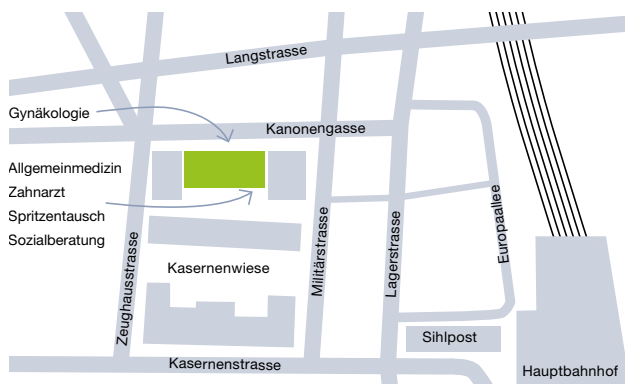 Langstrasse
Gynäkologie
Kanonengasse
Allgemeinmedizin
Zahnarzt
Spritzentausch
Sozialberatung
Zeughausstrasse
Militärstrasse
Lagerstrasse
Europaallee
Kasernenwiese
Sihlpost
Kasernenstrasse
Hauptbahnhof